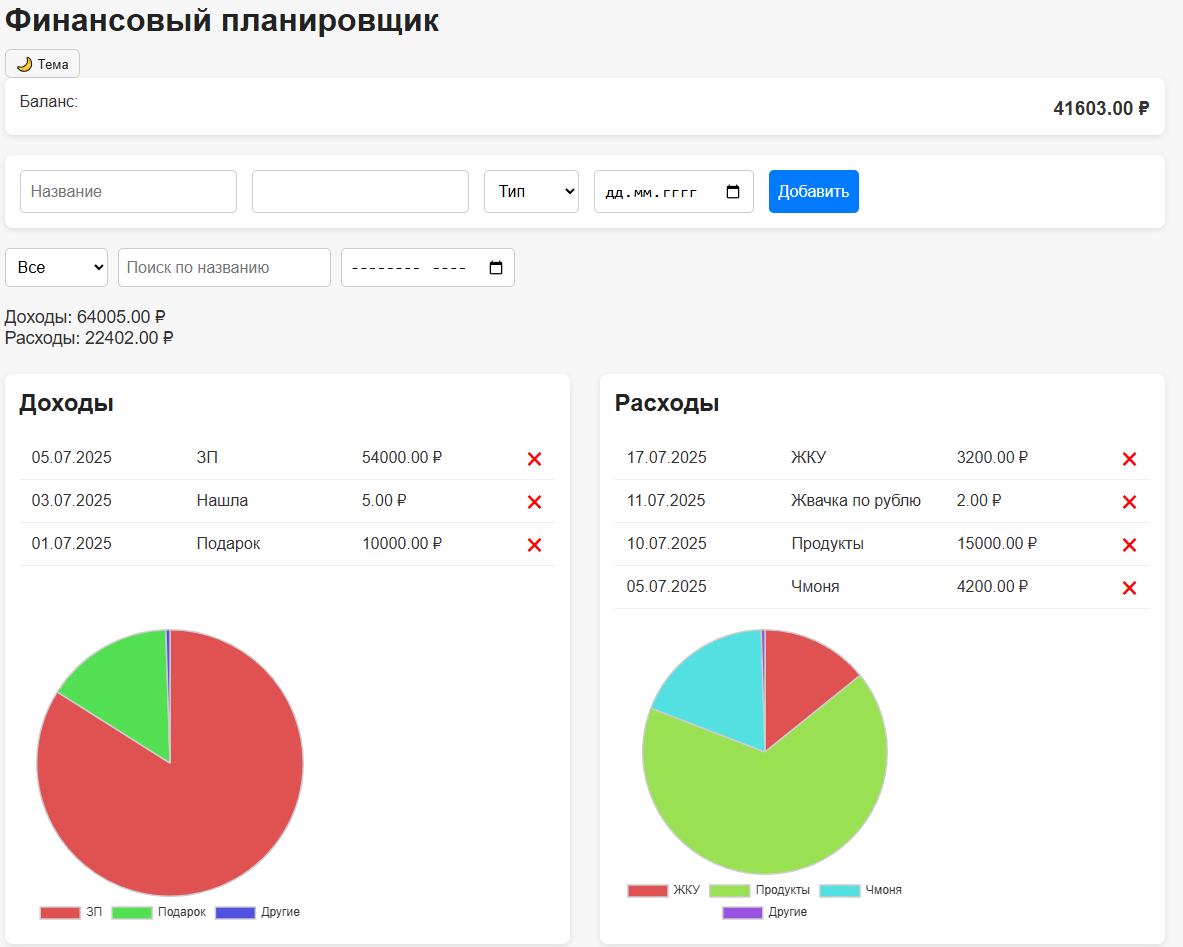 Финансовый планировщик
🌙 Тема
Баланс: 41603.00 ₽
Название Тип дд.мм.гггг Добавить
Все Поиск по названию -------- ----
Доходы: 64005.00 ₽
Расходы: 22402.00 ₽
Доходы
05.07.2025 ЗП 54000.00 ₽ ❌
03.07.2025 Нашла 5.00 ₽ ❌
01.07.2025 Подарок 10000.00 ₽ ❌
ЗП Подарок Другие
Расходы
17.07.2025 ЖКУ 3200.00 ₽ ❌
11.07.2025 Жвачка по рублю 2.00 ₽ ❌
10.07.2025 Продукты 15000.00 ₽ ❌
05.07.2025 Чмоня 4200.00 ₽ ❌
ЖКУ Продукты Чмоня
Другие